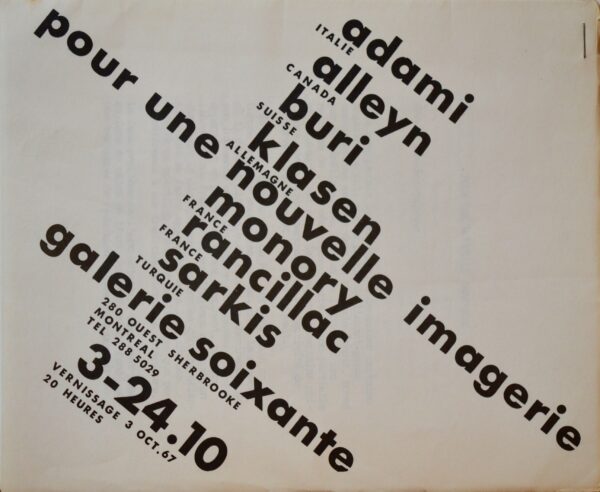 adami
ITALIE
alleyn
CANADA
buri
SUISSE
klasen
ALLEMAGNE
pour une nouvelle imagerie
monory
FRANCE
rancillac
FRANCE
sarkis
TURQUIE
galerie soixante
280 OUEST SHERBROOKE
MONTREAL
TEL 288 5029
3-24.10
VERNISSAGE 3 OCT.67
20 HEURES